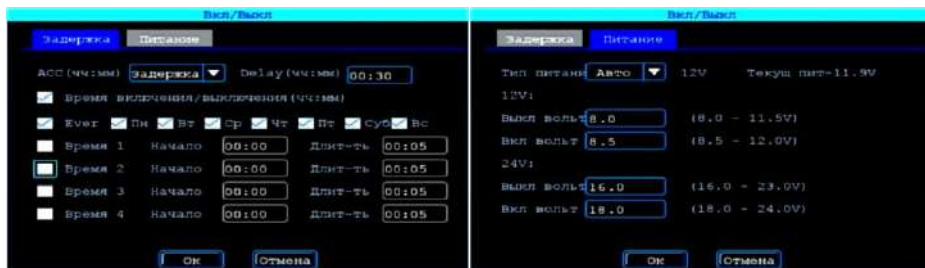 Вкл/Выкл
Задержка Питание
ACC(чч:мм) Задержка Delay(чч:мм) 00:30
Время включения/выключения(чч:мм)
Ever Пн Вт Ср Чт Пт Суб Вс
Время 1 Начало 00:00 Длит-ть 00:05
Время 2 Начало 00:00 Длит-ть 00:05
Время 3 Начало 00:00 Длит-ть 00:05
Время 4 Начало 00:00 Длит-ть 00:05
Ок Отмена
Вкл/Выкл
Задержка Питание
Тип питани Авто 12V Текущ пит-11.9V
12V:
Выкл вольт 8.0 (8.0 - 11.5V)
Вкл вольт 8.5 (8.5 - 12.0V)
24V:
Выкл вольт 16.0 (16.0 - 23.0V)
Вкл вольт 18.0 (18.0 - 24.0V)
Ок Отмена